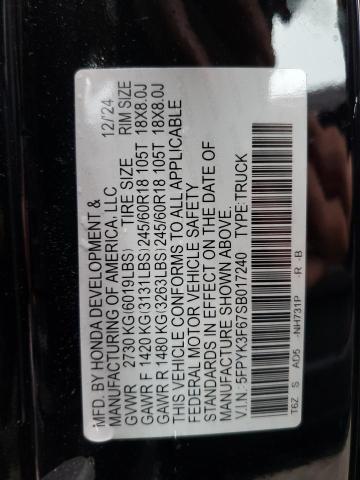 MFD. BY HONDA DEVELOPMENT &
MANUFACTURING OF AMERICA, LLC 12/24
GVWR 2730 KG(6019LBS) TIRE SIZE RIM SIZE
GAWR F 1420 KG(3131LBS)245/60R18 105T 18X8.0J
GAWR R 1480 KG(3263LBS)245/60R18 105T 18X8.0J
THIS VEHICLE CONFORMS TO ALL APPLICABLE
FEDERAL MOTOR VEHICLE SAFETY
STANDARDS IN EFFECT ON THE DATE OF
MANUFACTURE SHOWN ABOVE.
V.I.N.: 5FPYK3F67SB017240 TYPE:TRUCK
T6Z S AD5 -NH731P -R -B